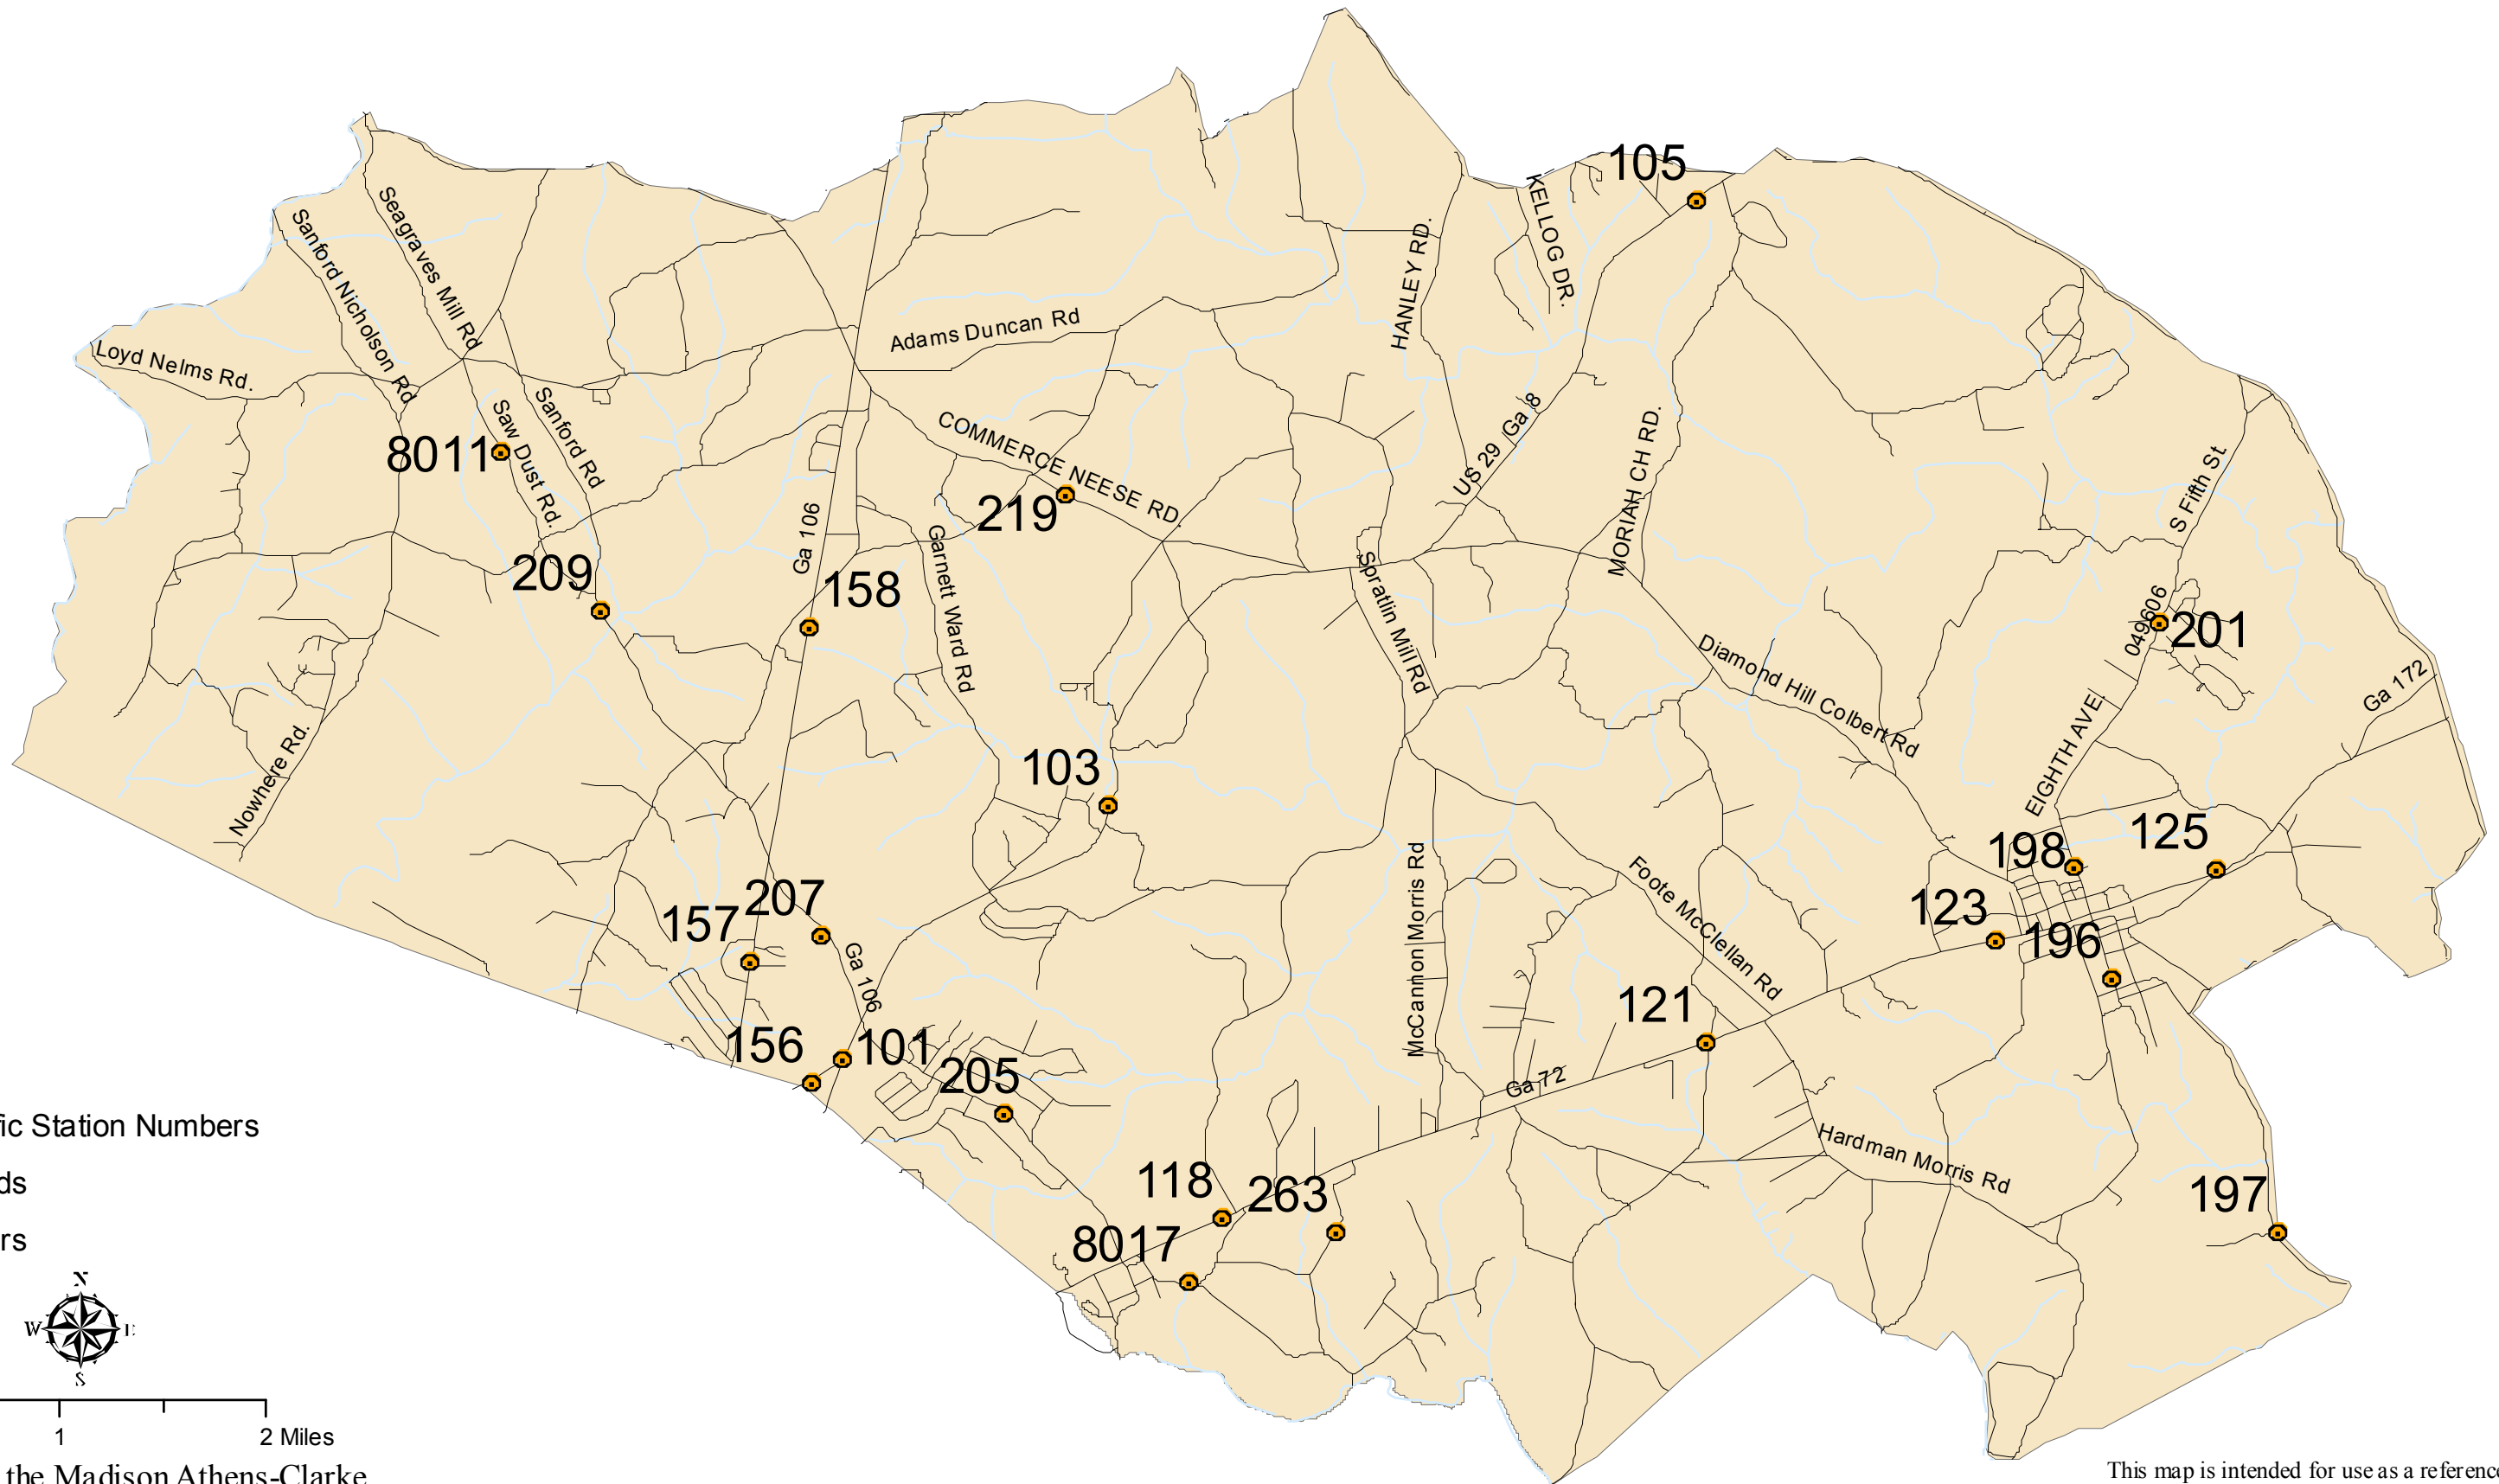 105
KELLOG DR.
HANLEY RD.
Seagraves Mill Rd
Sanford Nicholson Rd
Adams Duncan Rd
Loyd Nelms Rd.
Sanford Rd
Saw Dust Rd.
8011
COMMERCE NEESE RD.
US 29 Ga 8
MORIAH CH RD.
S Fifth St
219
Ga 106
209
158
Garnett Ward Rd
Spratlin Mill Rd
049606
201
Diamond Hill Colbert Rd
Ga 172
Nowhere Rd.
103
EIGHTH AVE.
125
198
McCannon Morris Rd
Foote McClellan Rd
207
157
123
196
Ga 106
121
156
101
205
Ga 72
fic Station Numbers
Hardman Morris Rd
118
263
197
ds
8017
rs
N
W E
S
1 2 Miles
the Madison Athens-Clarke
This map is intended for use as a reference